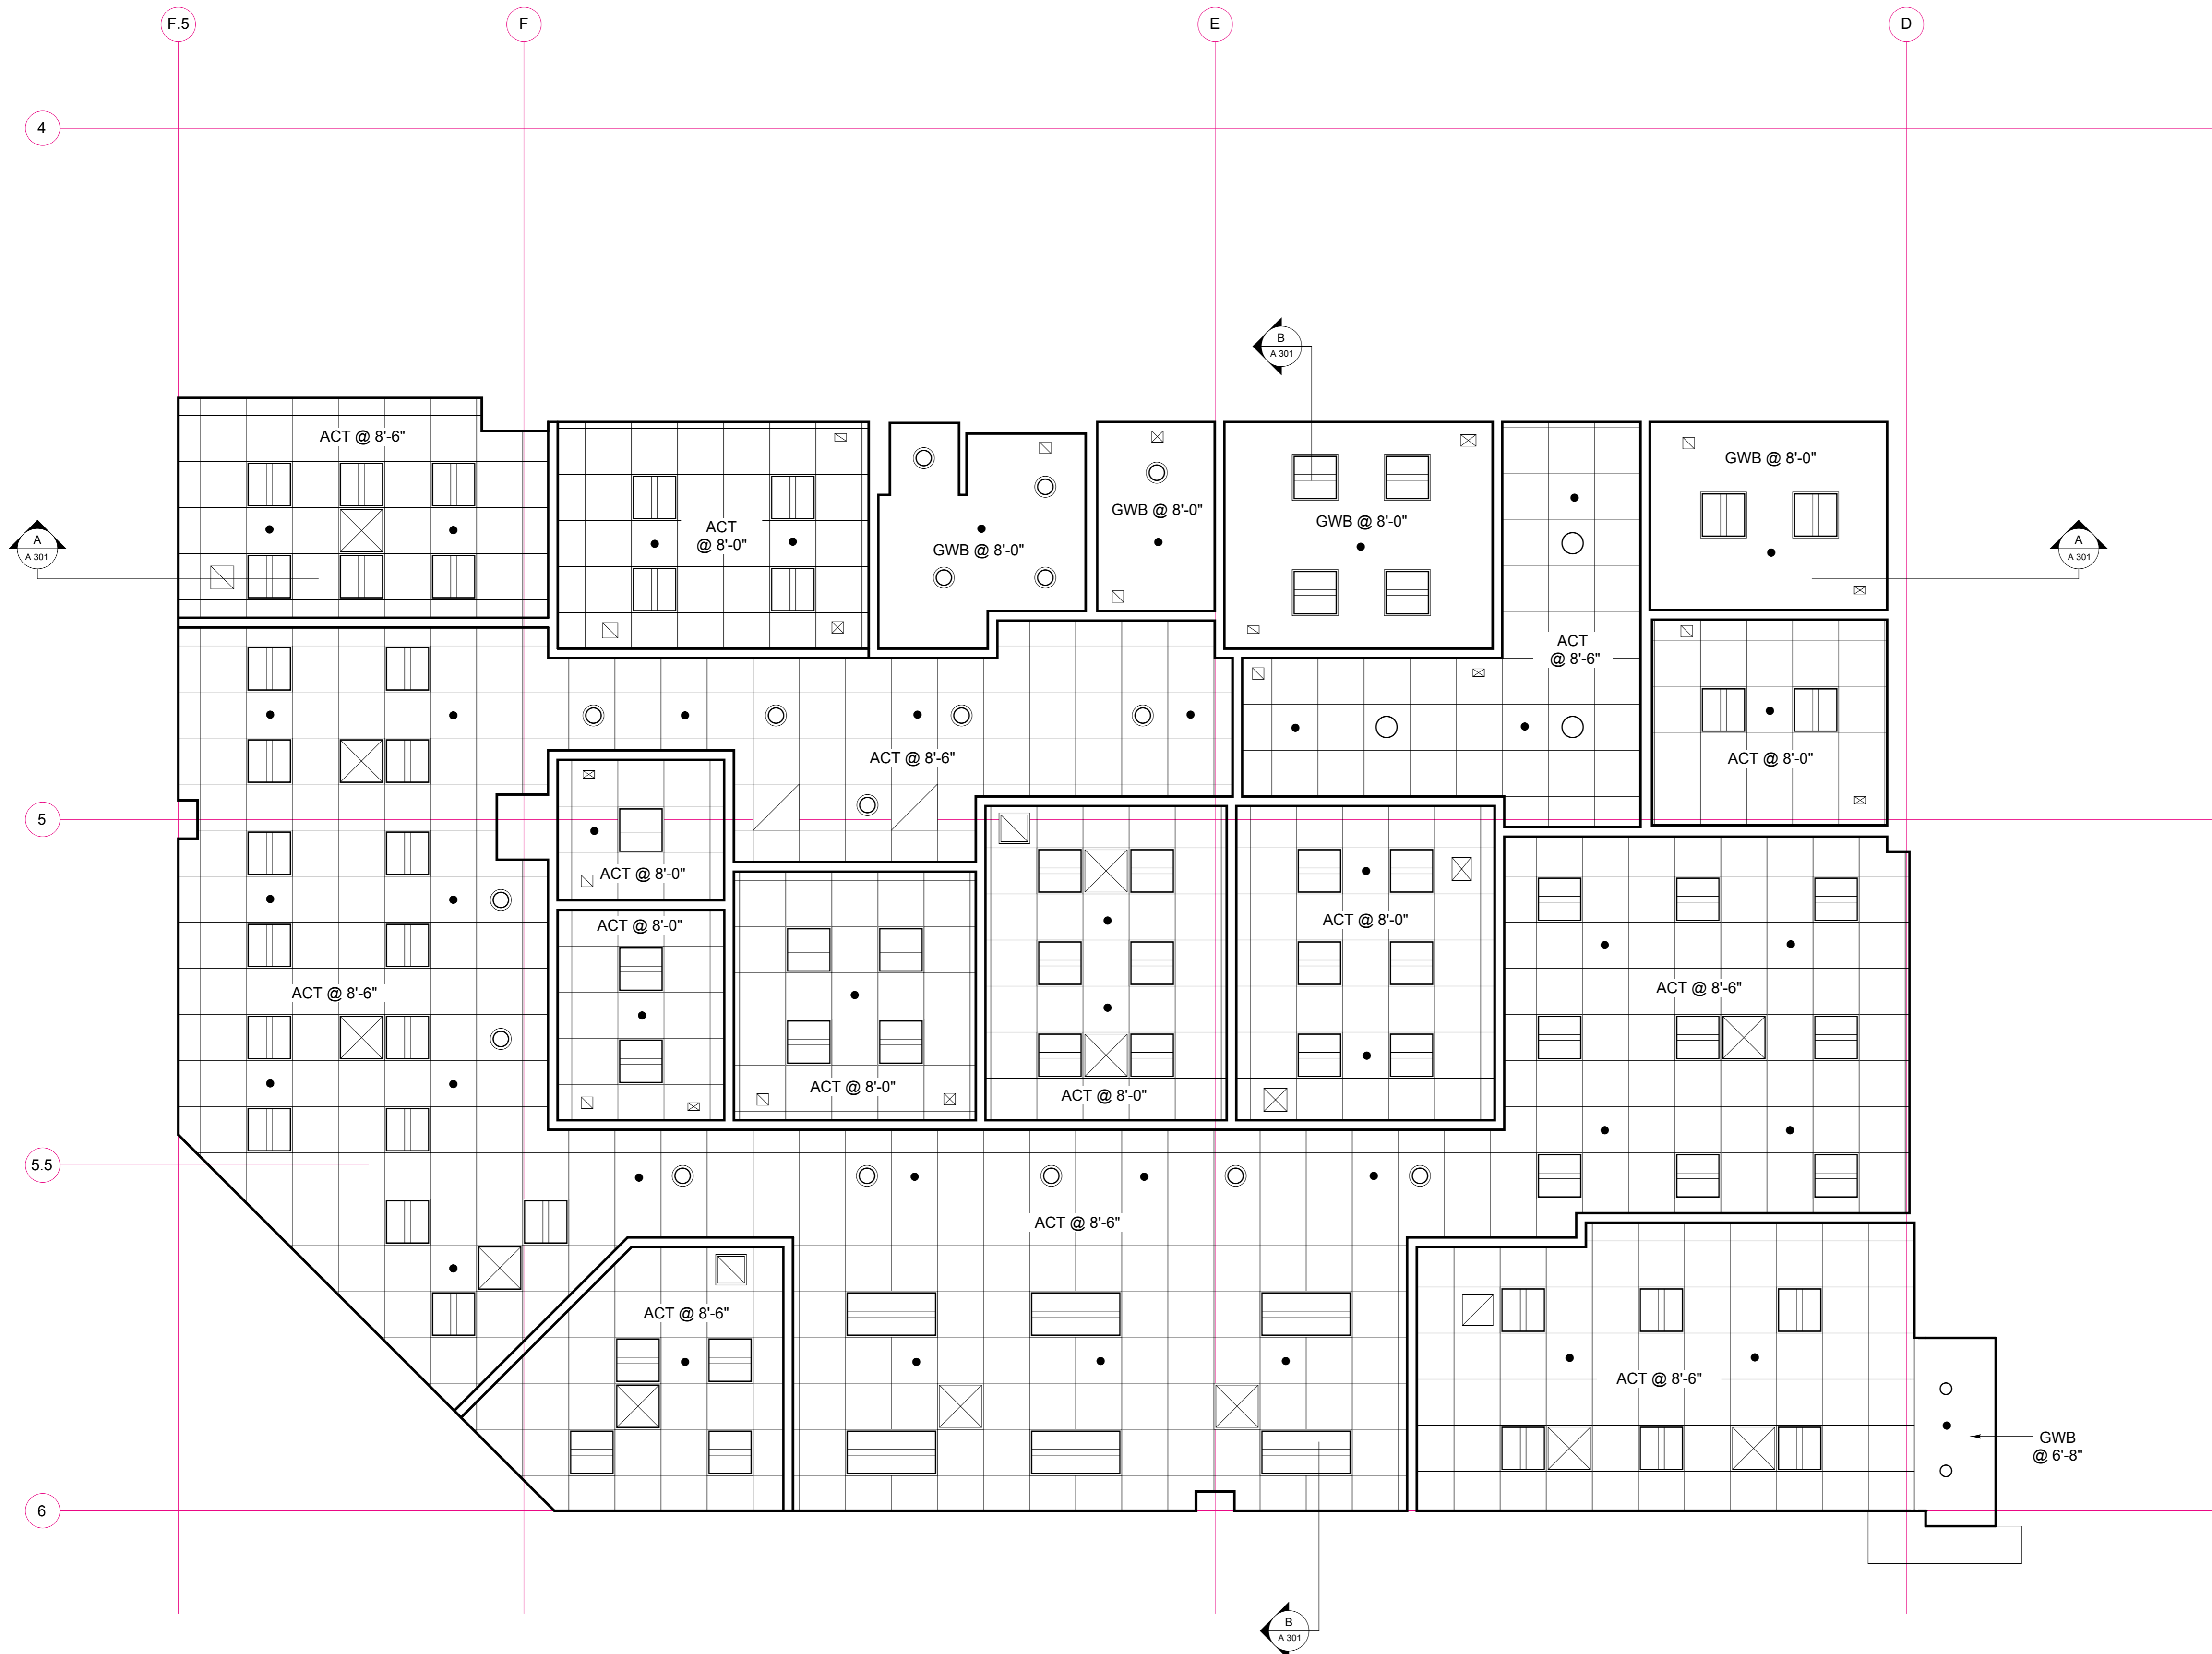 F.5
F
E
D
4
B
A 301
ACT @ 8'-6"
GWB @ 8'-0"
GWB @ 8'-0"
GWB @ 8'-0"
ACT
@ 8'-0"
A
A 301
GWB @ 8'-0"
A
A 301
ACT
@ 8'-6"
ACT @ 8'-6"
ACT @ 8'-0"
5
ACT @ 8'-0"
ACT @ 8'-0"
ACT @ 8'-0"
ACT @ 8'-6"
ACT @ 8'-6"
ACT @ 8'-0"
ACT @ 8'-0"
5.5
ACT @ 8'-6"
ACT @ 8'-6"
ACT @ 8'-6"
GWB
@ 6'-8"
6
B
A 301